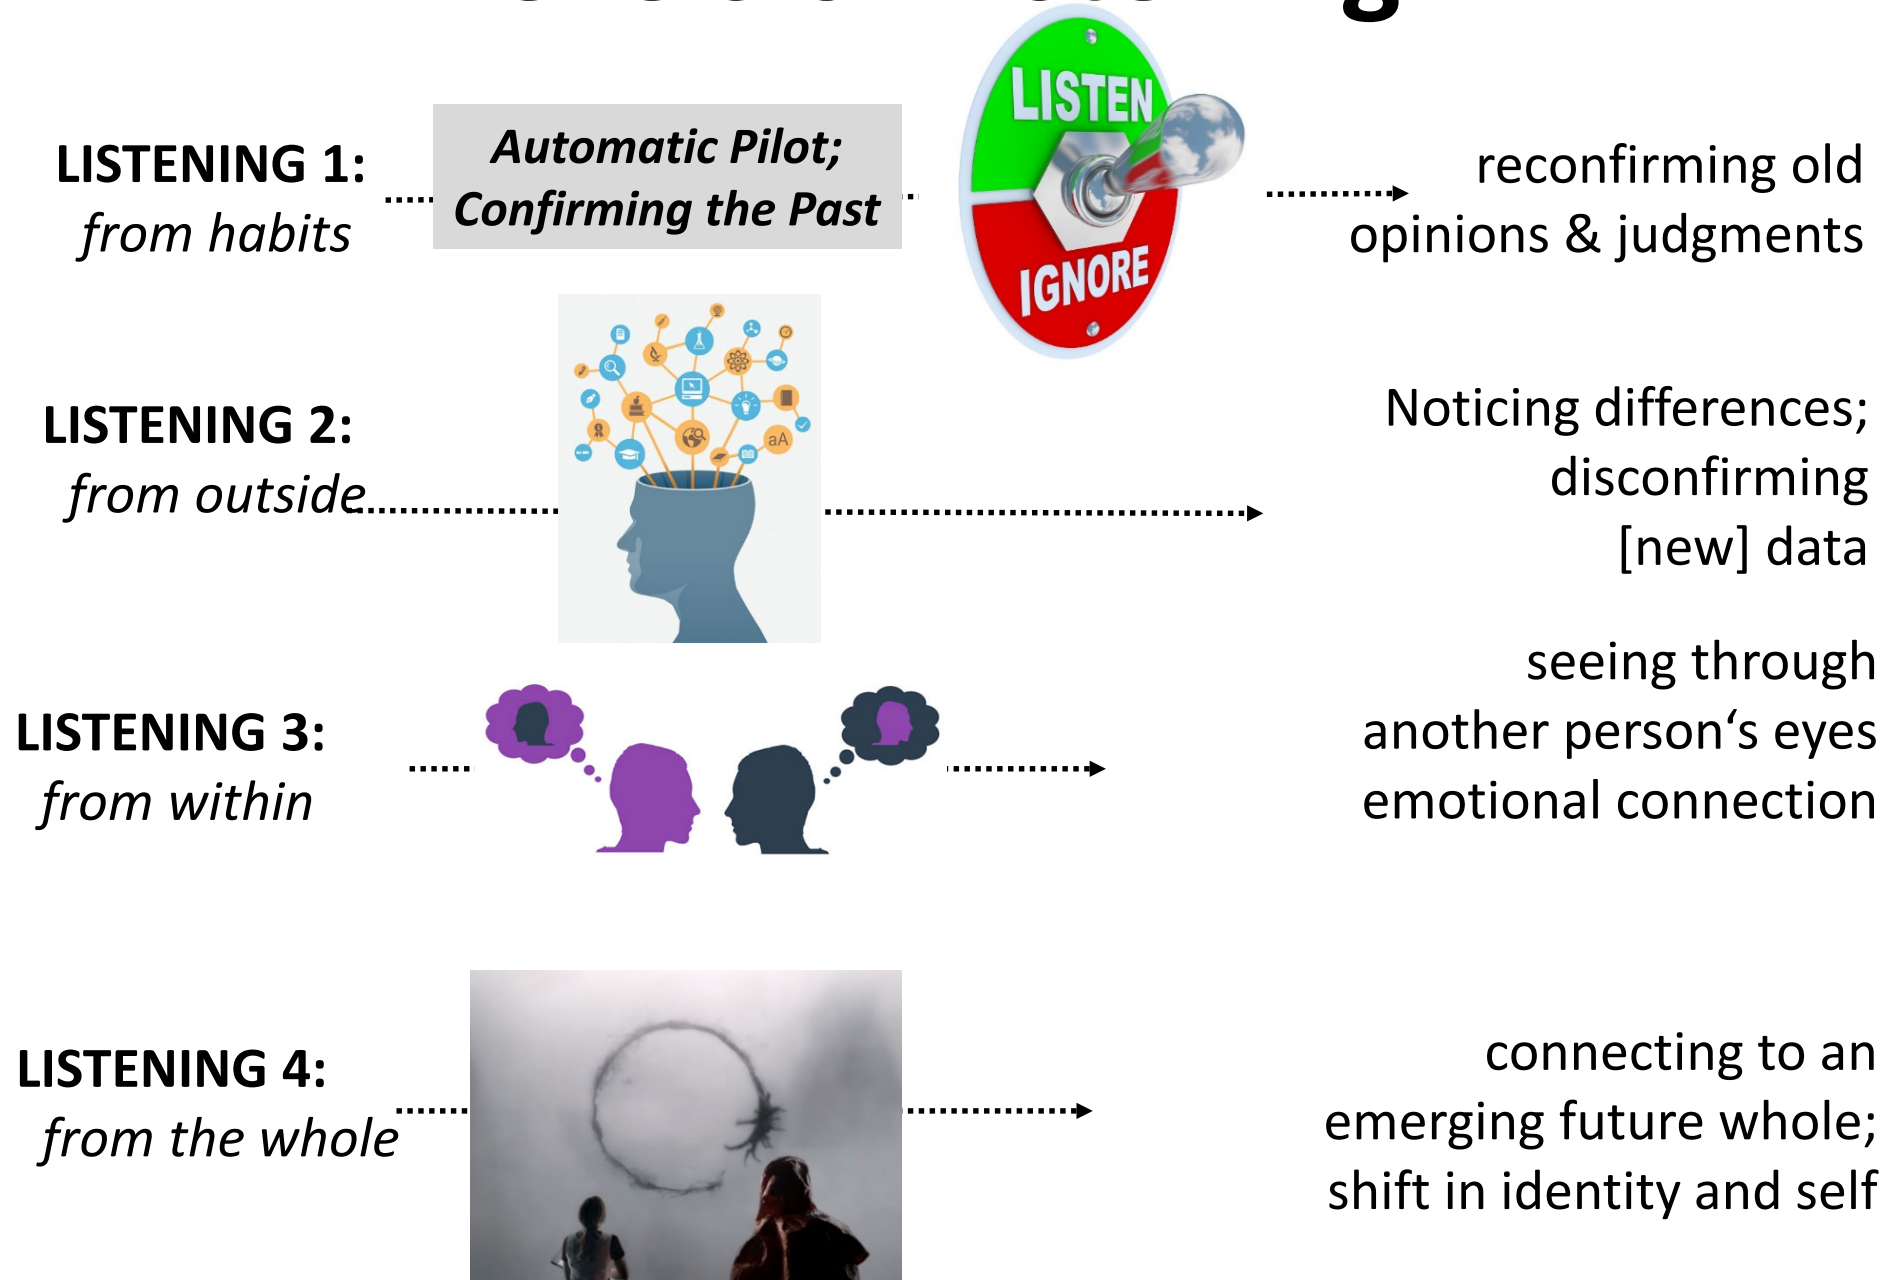 LISTENING 1:
from habits
Automatic Pilot;
Confirming the Past
LISTEN
IGNORE
reconfirming old
opinions & judgments
LISTENING 2:
from outside
aA
Noticing differences;
disconfirming
[new] data
LISTENING 3:
from within
seeing through
another person‘s eyes
emotional connection
LISTENING 4:
from the whole
connecting to an
emerging future whole;
shift in identity and self